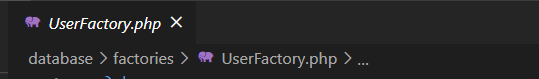 UserFactory.php
database > factories > UserFactory.php > ...